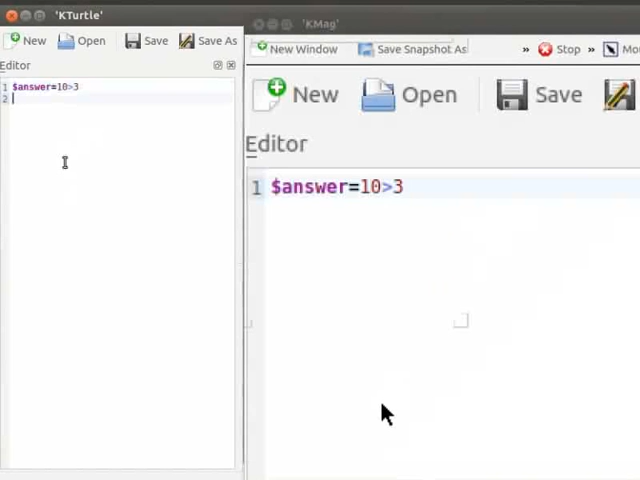 'KTurtle'
New Open Save Save As
Editor
1 $answer=10>3
2
'KMag'
New Window Save Snapshot As » Stop » Mou
New Open Save
Editor
1 $answer=10>3